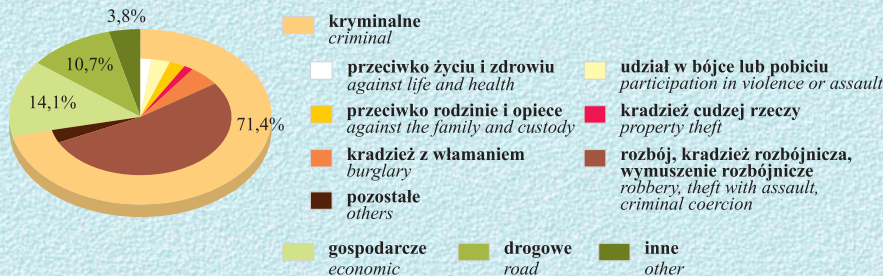 3,8%
10,7%
14,1%
71,4%
kryminalne
criminal
przeciwko życiu i zdrowiu
against life and health
udział w bójce lub pobiciu
participation in violence or assault
przeciwko rodzinie i opiece
against the family and custody
kradzież cudzej rzeczy
property theft
kradzież z włamaniem
burglary
rozbój, kradzież rozbójnicza,
wymuszenie rozbójnicze
robbery, theft with assault,
criminal coercion
pozostałe
others
gospodarcze
economic
drogowe
road
inne
other